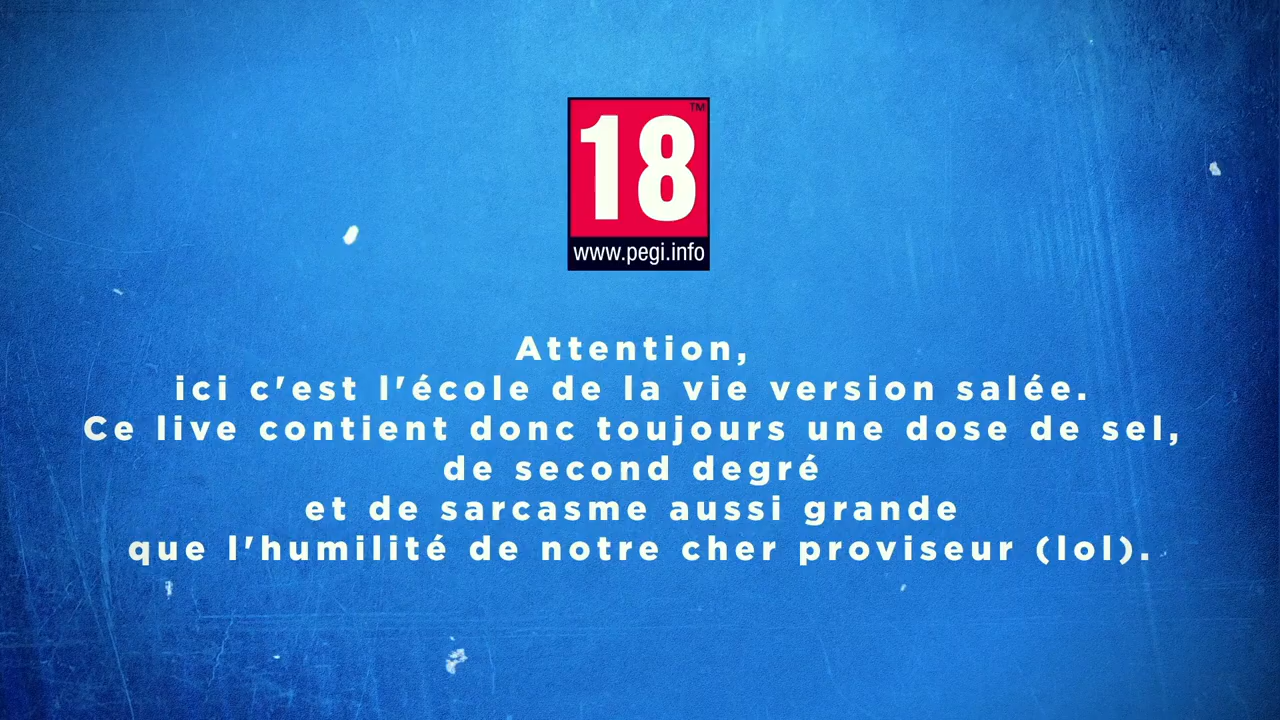 TM
18
www.pegi.info
Attention,
ici c'est l'école de la vie version salée.
Ce live contient donc toujours une dose de sel,
de second degré
et de sarcasme aussi grande
que l'humilité de notre cher proviseur (lol).